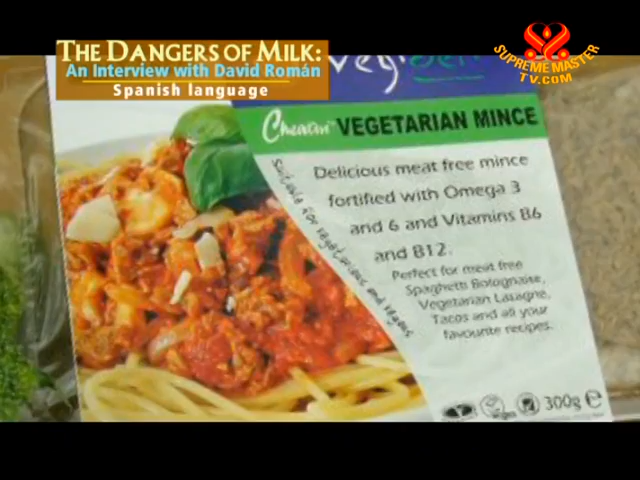 THE DANGERS OF MILK:
An Interview with David Román
Spanish language
SUPREME MASTER
TV.COM
VEGETARIAN MINCE
Delicious meat free mince
fortified with Omega 3
and 6 and Vitamins B6
and B12.
Suitable for vegetarians and vegans
Perfect for meat free
Spaghetti Bolognaise,
Vegetarian Lasagne,
Tacos and all your
favourite recipes.
300g e